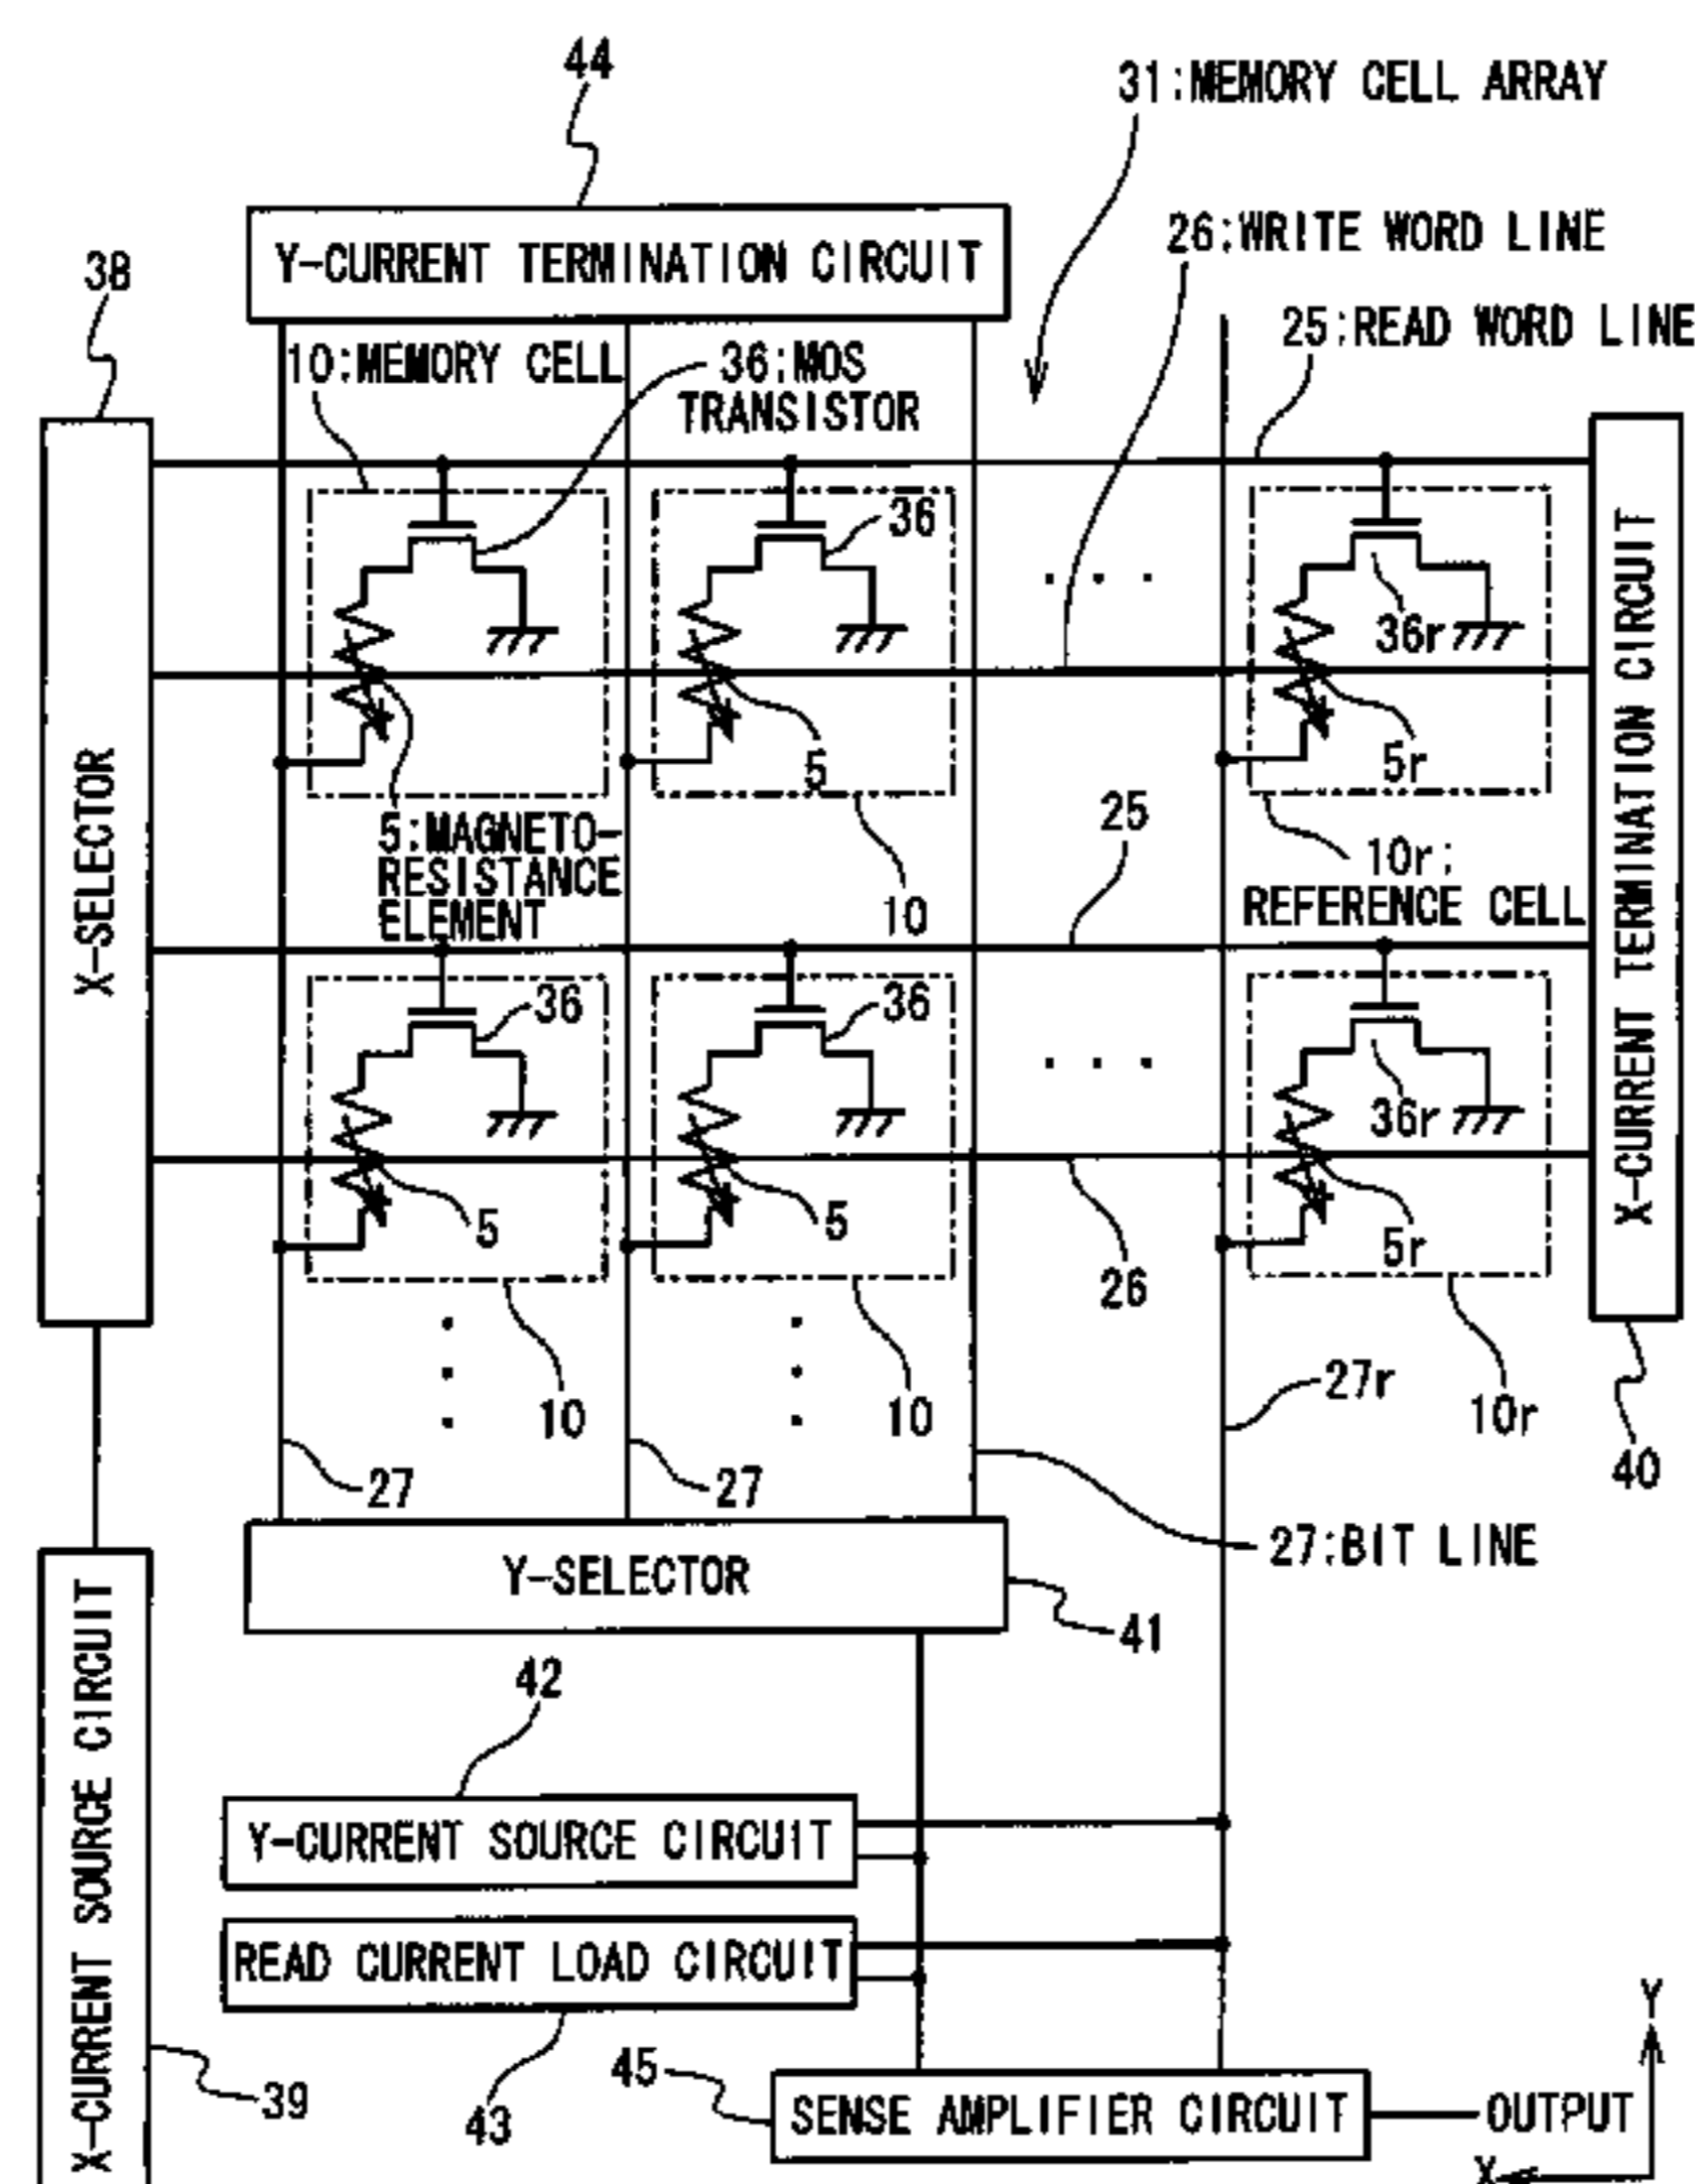 44
31:MEMORY CELL ARRAY
38
Y-CURRENT TERMINATION CIRCUIT
26:WRITE WORD LINE
25:READ WORD LINE
10:MEMORY CELL
36:MOS
TRANSISTOR
36
36r
5
5r
5:MAGNETO-
RESISTANCE
ELEMENT
10
25
10r:
REFERENCE CELL
X-SELECTOR
X-CURRENT TERMINATION CIRCUIT
36
36
36r
5
5
5r
26
10
10
27r
10r
40
27
27
27:BIT LINE
Y-SELECTOR
41
42
X-CURRENT SOURCE CIRCUIT
Y-CURRENT SOURCE CIRCUIT
READ CURRENT LOAD CIRCUIT
39
43
45
SENSE AMPLIFIER CIRCUIT
OUTPUT
Y
X